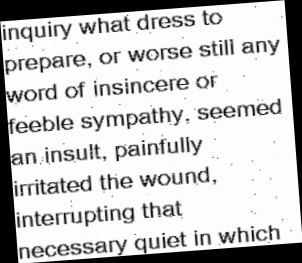 inquiry what dress to
prepare, or worse still any
word of insincere or
feeble sympathy, seemed
an insult, painfully
irritated the wound,
interrupting that
necessary quiet in which